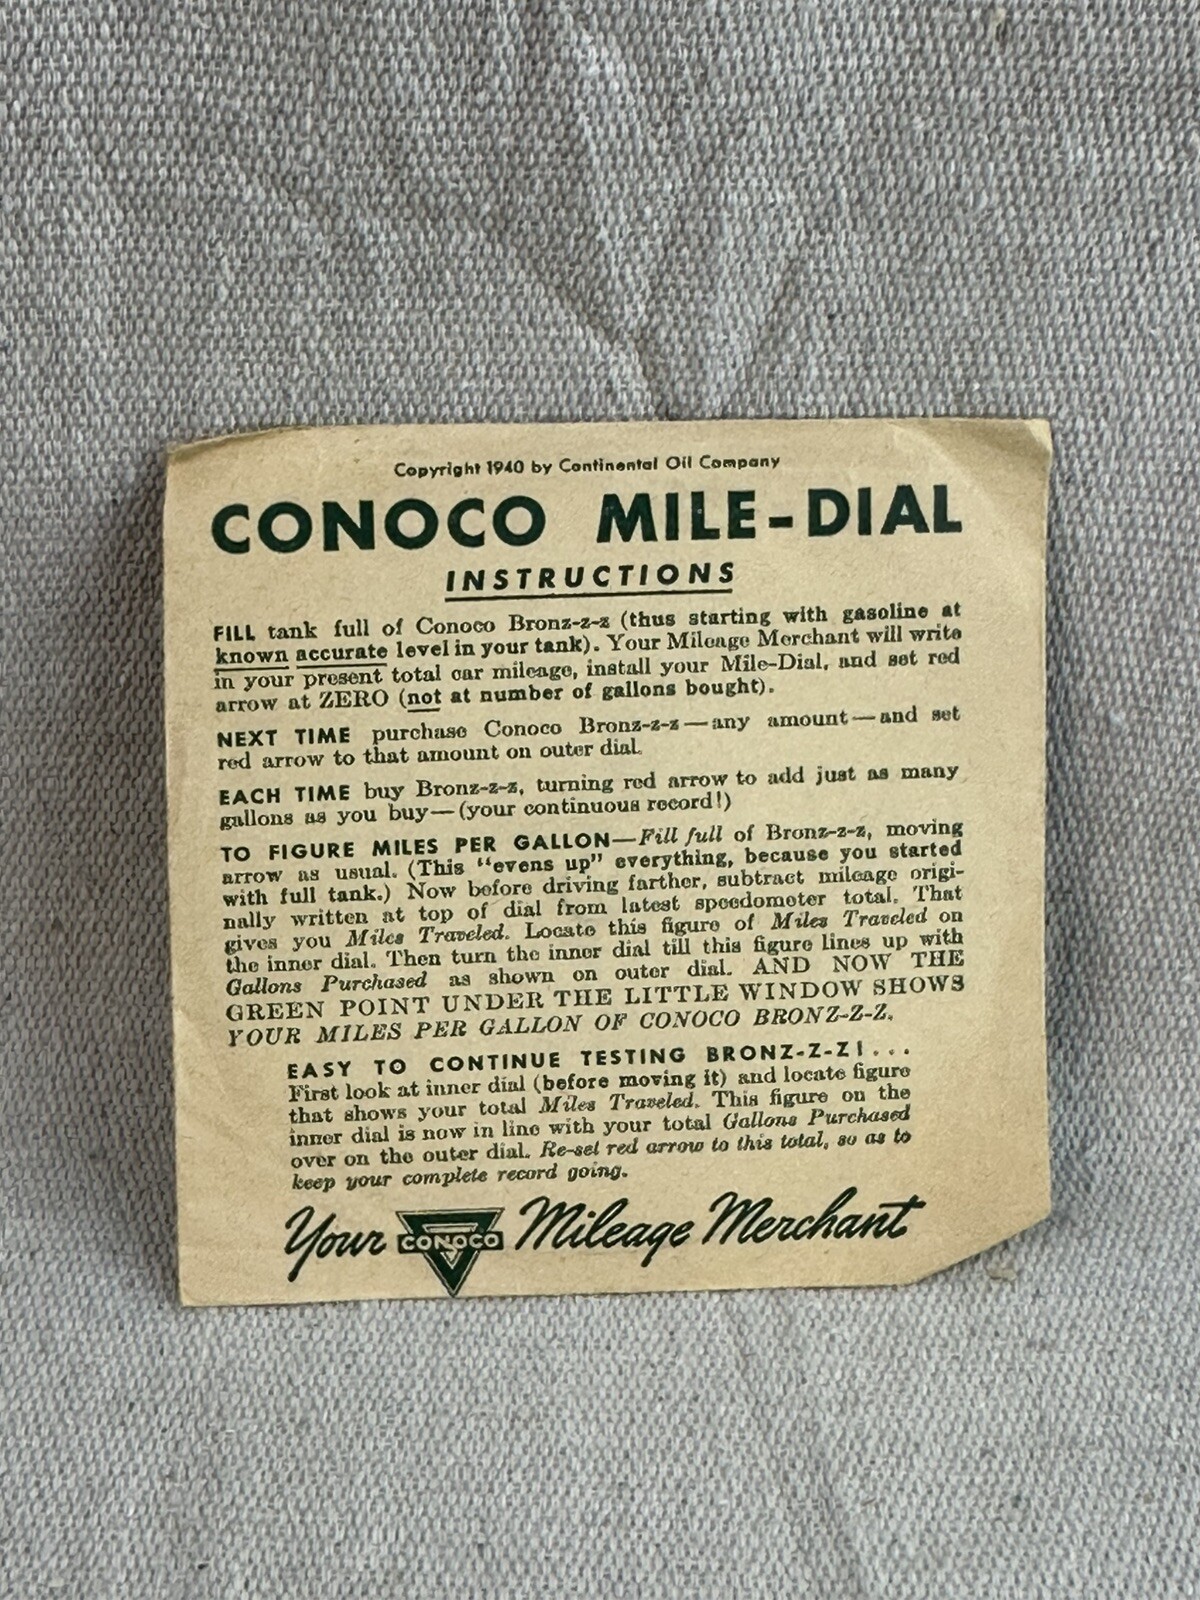 Copyright 1940 by Continental Oil Company
CONOCO MILE-DIAL
INSTRUCTIONS
FILL tank full of Conoco Bronz-z-z (thus starting with gasoline at
known accurate level in your tank). Your Mileage Merchant will write
in your present total car mileage, install your Mile-Dial, and set red
arrow at ZERO (not at number of gallons bought).
NEXT TIME purchase Conoco Bronz-z-z—any amount—and set
red arrow to that amount on outer dial.
EACH TIME buy Bronz-z-z, turning red arrow to add just as many
gallons as you buy—(your continuous record!)
TO FIGURE MILES PER GALLON—Fill full of Bronz-z-z, moving
arrow as usual. (This "evens up" everything, because you started
with full tank.) Now before driving farther, subtract mileage origi-
nally written at top of dial from latest speedometer total. That
gives you Miles Traveled. Locate this figure of Miles Traveled on
the inner dial. Then turn the inner dial till this figure lines up with
Gallons Purchased as shown on outer dial. AND NOW THE
GREEN POINT UNDER THE LITTLE WINDOW SHOWS
YOUR MILES PER GALLON OF CONOCO BRONZ-Z-Z.
EASY TO CONTINUE TESTING BRONZ-Z-Z! . . .
First look at inner dial (before moving it) and locate figure
that shows your total Miles Traveled. This figure on the
inner dial is now in line with your total Gallons Purchased
over on the outer dial. Re-set red arrow to this total, so as to
keep your complete record going.
Your CONOCO Mileage Merchant